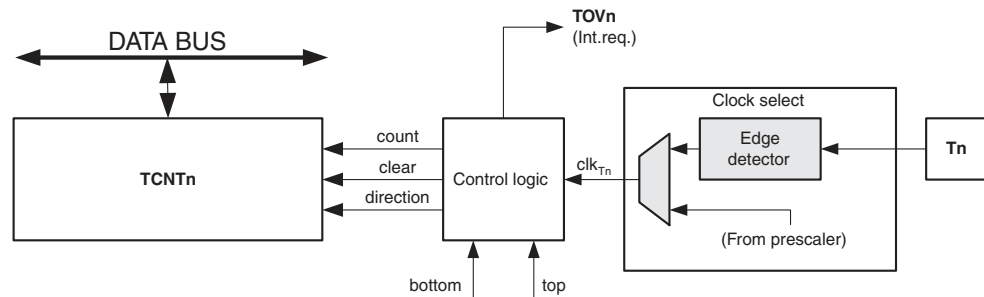 TOVn
(Int.req.)
DATA BUS
Clock select
count
Edge
detector
Tn
TCNTn
clear
Control logic
clkTn
direction
(From prescaler)
bottom
top